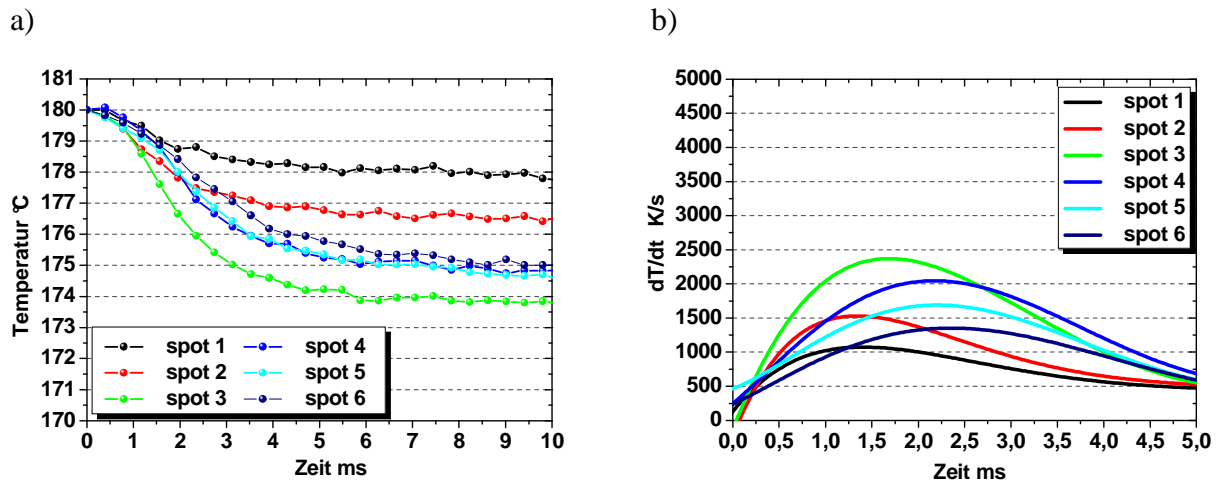 a)
Temperatur °C
181
180
179
178
177
176
175
174
173
172
171
170
spot 1
spot 2
spot 3
spot 4
spot 5
spot 6
0 1 2 3 4 5 6 7 8 9 10
Zeit ms
b)
dT/dt K/s
5000
4500
4000
3500
3000
2500
2000
1500
1000
500
0
spot 1
spot 2
spot 3
spot 4
spot 5
spot 6
0,0 0,5 1,0 1,5 2,0 2,5 3,0 3,5 4,0 4,5 5,0
Zeit ms